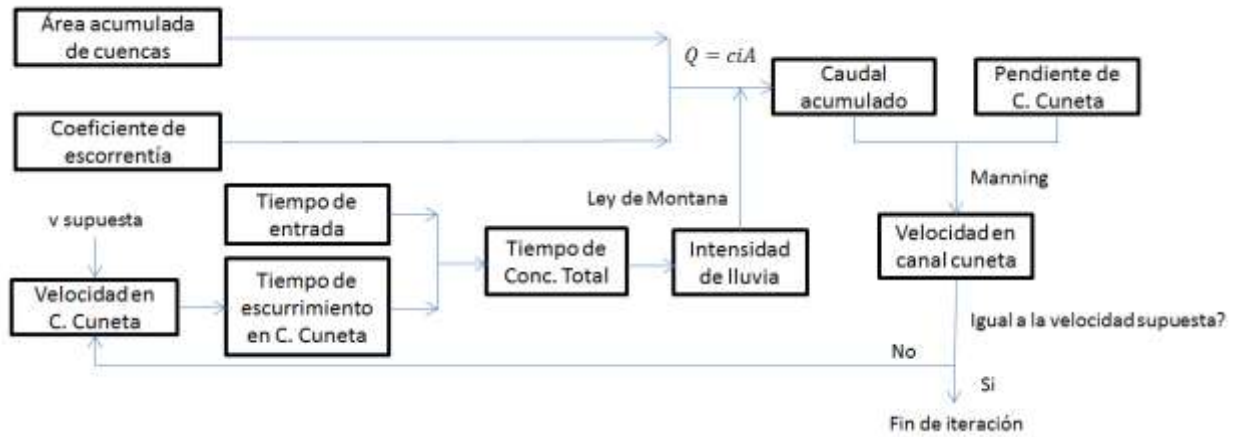 Área acumulada
de cuencas
Q = ciA
Caudal
acumulado
Pendiente de
C. Cuneta
Coeficiente de
escorrentía
Manning
Tiempo de
entrada
Ley de Montana
v supuesta
Tiempo de
Conc. Total
Intensidad
de lluvia
Velocidad en
canal cuneta
Velocidad en
C. Cuneta
Tiempo de
escurrimiento
en C. Cuneta
Igual a la velocidad supuesta?
No
Si
Fin de iteración